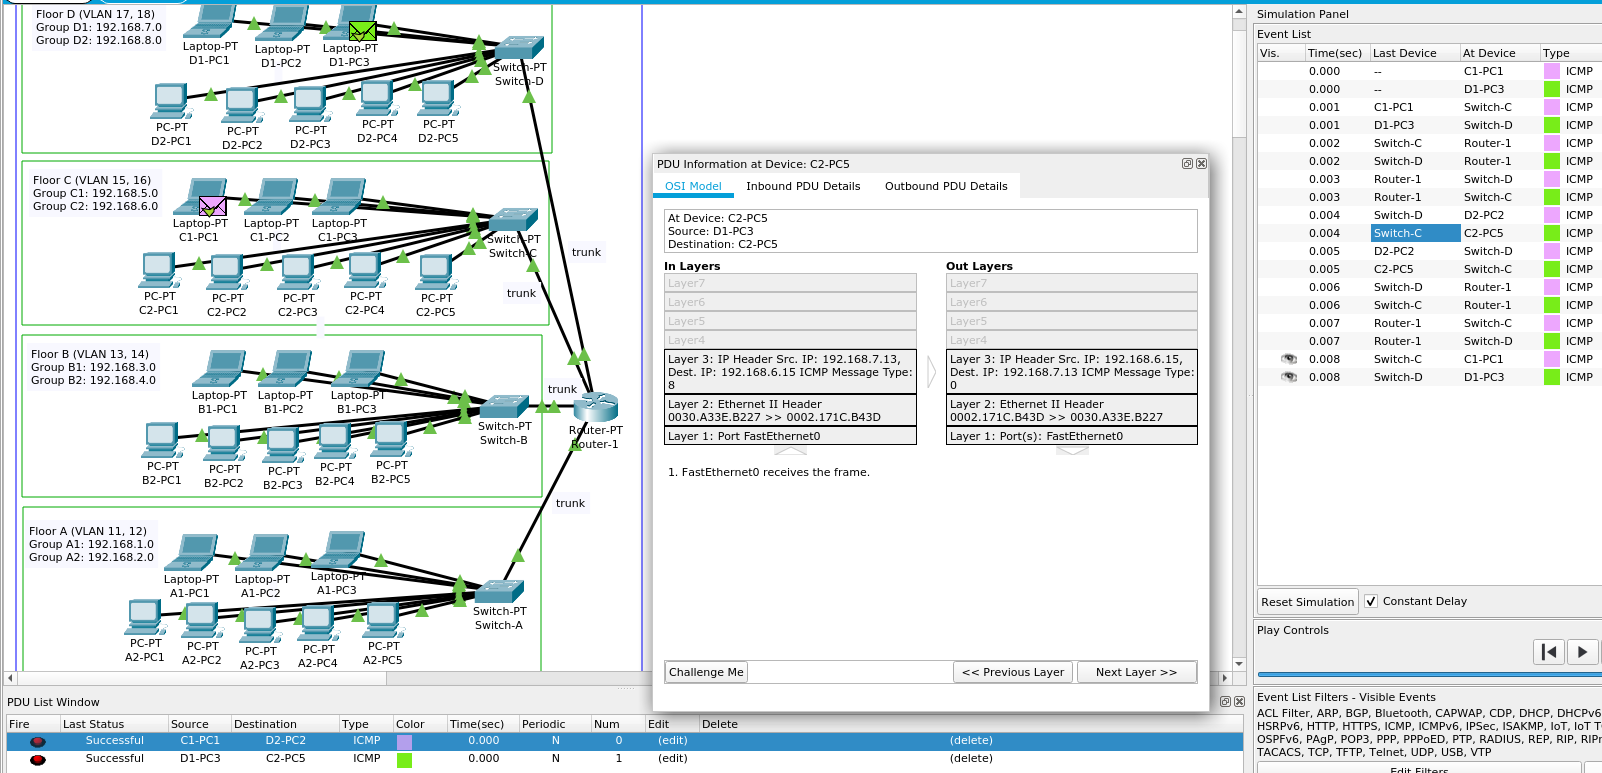 Floor D (VLAN 17, 18)
Group D1: 192.168.7.0
Group D2: 192.168.8.0
Laptop-PT
D1-PC1
Laptop-PT
D1-PC2
Laptop-PT
D1-PC3
Switch-PT
Switch-D
PC-PT
D2-PC1
PC-PT
D2-PC2
PC-PT
D2-PC3
PC-PT
D2-PC4
PC-PT
D2-PC5
Floor C (VLAN 15, 16)
Group C1: 192.168.5.0
Group C2: 192.168.6.0
Laptop-PT
C1-PC1
Laptop-PT
C1-PC2
Laptop-PT
C1-PC3
Switch-PT
Switch-C
trunk
trunk
PC-PT
C2-PC1
PC-PT
C2-PC2
PC-PT
C2-PC3
PC-PT
C2-PC4
PC-PT
C2-PC5
Floor B (VLAN 13, 14)
Group B1: 192.168.3.0
Group B2: 192.168.4.0
Laptop-PT
B1-PC1
Laptop-PT
B1-PC2
Laptop-PT
B1-PC3
trunk
Switch-PT
Switch-B
Router-PT
Router-1
PC-PT
B2-PC1
PC-PT
B2-PC2
PC-PT
B2-PC3
PC-PT
B2-PC4
PC-PT
B2-PC5
trunk
Floor A (VLAN 11, 12)
Group A1: 192.168.1.0
Group A2: 192.168.2.0
Laptop-PT
A1-PC1
Laptop-PT
A1-PC2
Laptop-PT
A1-PC3
Switch-PT
Switch-A
PC-PT
A2-PC1
PC-PT
A2-PC2
PC-PT
A2-PC3
PC-PT
A2-PC4
PC-PT
A2-PC5
PDU Information at Device: C2-PC5
OSI Model Inbound PDU Details Outbound PDU Details
At Device: C2-PC5
Source: D1-PC3
Destination: C2-PC5
In Layers
Layer7
Layer6
Layer5
Layer4
Layer 3: IP Header Src. IP: 192.168.7.13,
Dest. IP: 192.168.6.15 ICMP Message Type:
8
Layer 2: Ethernet II Header
0030.A33E.B227 >> 0002.171C.B43D
Layer 1: Port FastEthernet0
Out Layers
Layer7
Layer6
Layer5
Layer4
Layer 3: IP Header Src. IP: 192.168.6.15,
Dest. IP: 192.168.7.13 ICMP Message Type:
0
Layer 2: Ethernet II Header
0002.171C.B43D >> 0030.A33E.B227
Layer 1: Port(s): FastEthernet0
1. FastEthernet0 receives the frame.
Challenge Me << Previous Layer Next Layer >>
Simulation Panel
Event List
Vis. Time(sec) Last Device At Device Type
0.000 -- C1-PC1 ICMP
0.000 -- D1-PC3 ICMP
0.001 C1-PC1 Switch-C ICMP
0.001 D1-PC3 Switch-D ICMP
0.002 Switch-C Router-1 ICMP
0.002 Switch-D Router-1 ICMP
0.003 Router-1 Switch-D ICMP
0.003 Router-1 Switch-C ICMP
0.004 Switch-D D2-PC2 ICMP
0.004 Switch-C C2-PC5 ICMP
0.005 D2-PC2 Switch-D ICMP
0.005 C2-PC5 Switch-C ICMP
0.006 Switch-D Router-1 ICMP
0.006 Switch-C Router-1 ICMP
0.007 Router-1 Switch-C ICMP
0.007 Router-1 Switch-D ICMP
0.008 Switch-C C1-PC1 ICMP
0.008 Switch-D D1-PC3 ICMP
Reset Simulation Constant Delay
Play Controls
Event List Filters - Visible Events
ACL Filter, ARP, BGP, Bluetooth, CAPWAP, CDP, DHCP, DHCPv6
HSRPv6, HTTP, HTTPS, ICMP, ICMPv6, IPSec, ISAKMP, IoT, IoT T
OSPFv6, PAgP, POP3, PPP, PPPoED, PTP, RADIUS, REP, RIP, RIPn
TACACS, TCP, TFTP, Telnet, UDP, USB, VTP
Edit Filters
PDU List Window
Fire Last Status Source Destination Type Color Time(sec) Periodic Num Edit Delete
Successful C1-PC1 D2-PC2 ICMP 0.000 N 0 (edit) (delete)
Successful D1-PC3 C2-PC5 ICMP 0.000 N 1 (edit) (delete)